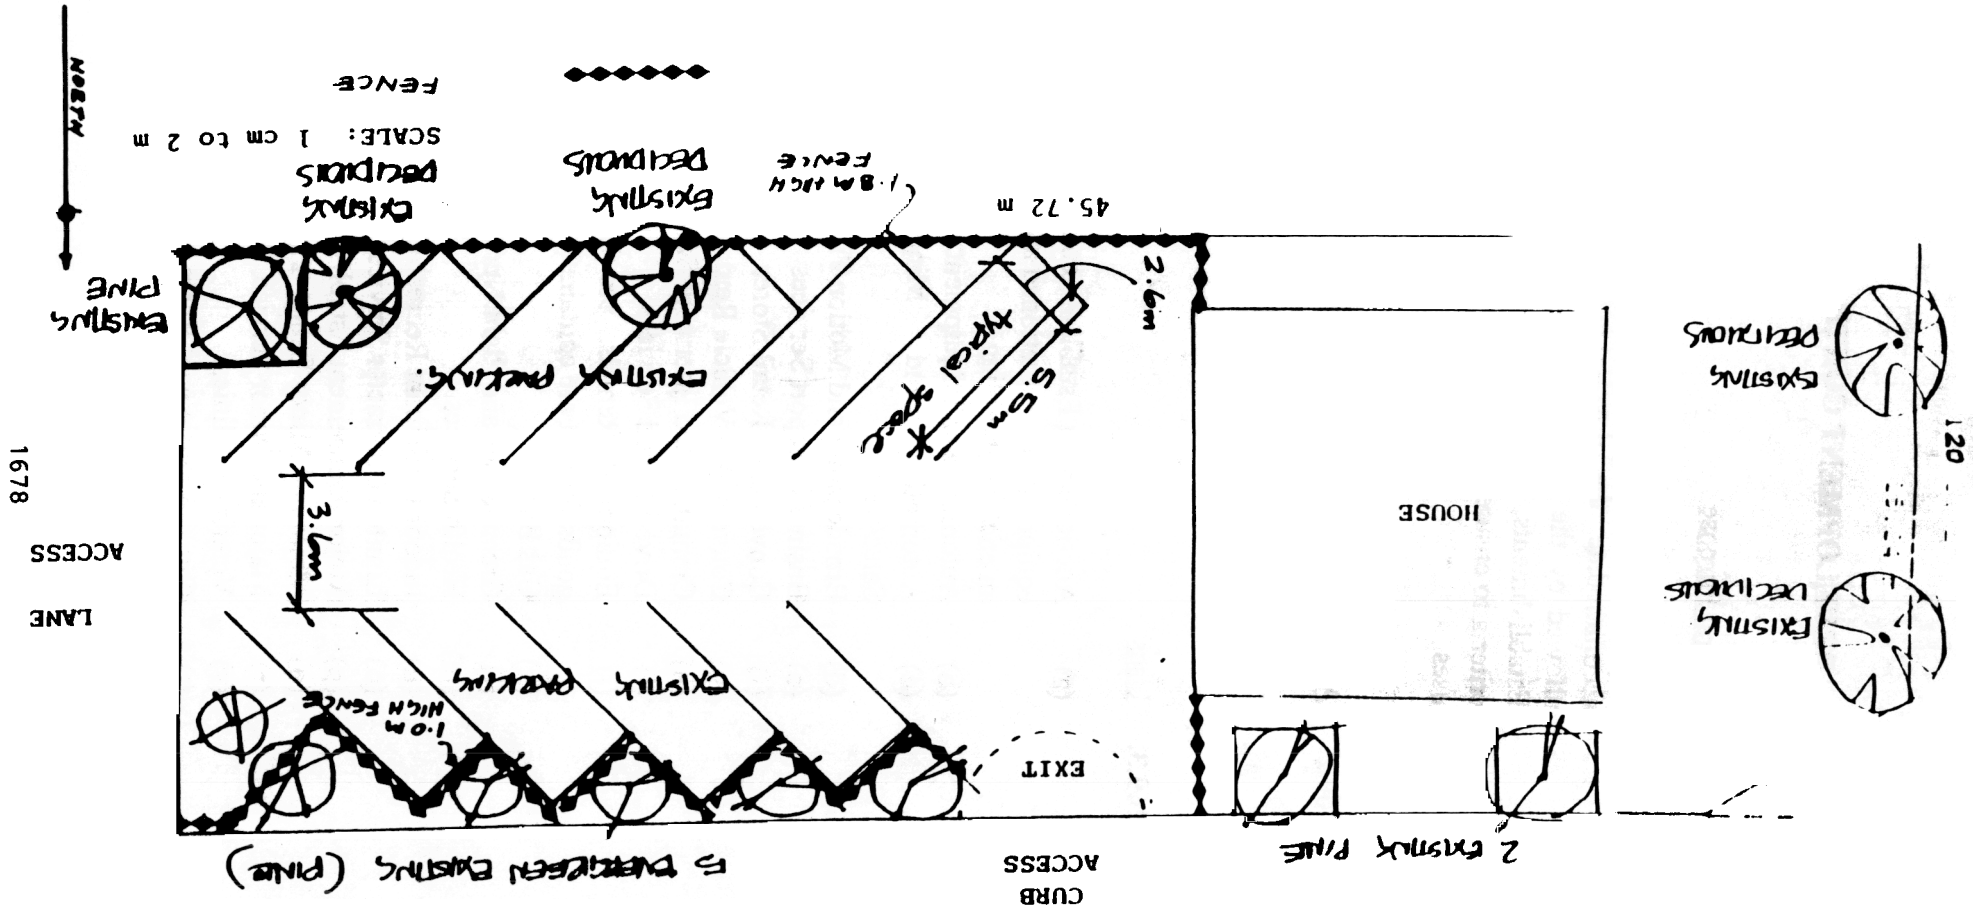 2 EXISTING PINE
CURB
ACCESS
5 EVERGREEN EXISTING (PINE)
EXIT
1.0 M
HIGH FENCE
EXISTING PARKING
EXISTING
DECIDUOUS
LANE
ACCESS
3.6m
HOUSE
1678
120
5.5m
typical space
EXISTING PARKING.
EXISTING
DECIDUOUS
EXISTING
PINE
2.6m
45.72 m
1.8 M HIGH
FENCE
EXISTING
DECIDUOUS
EXISTING
DECIDUOUS
SCALE: 1 cm to 2 m
FENCE
NORTH